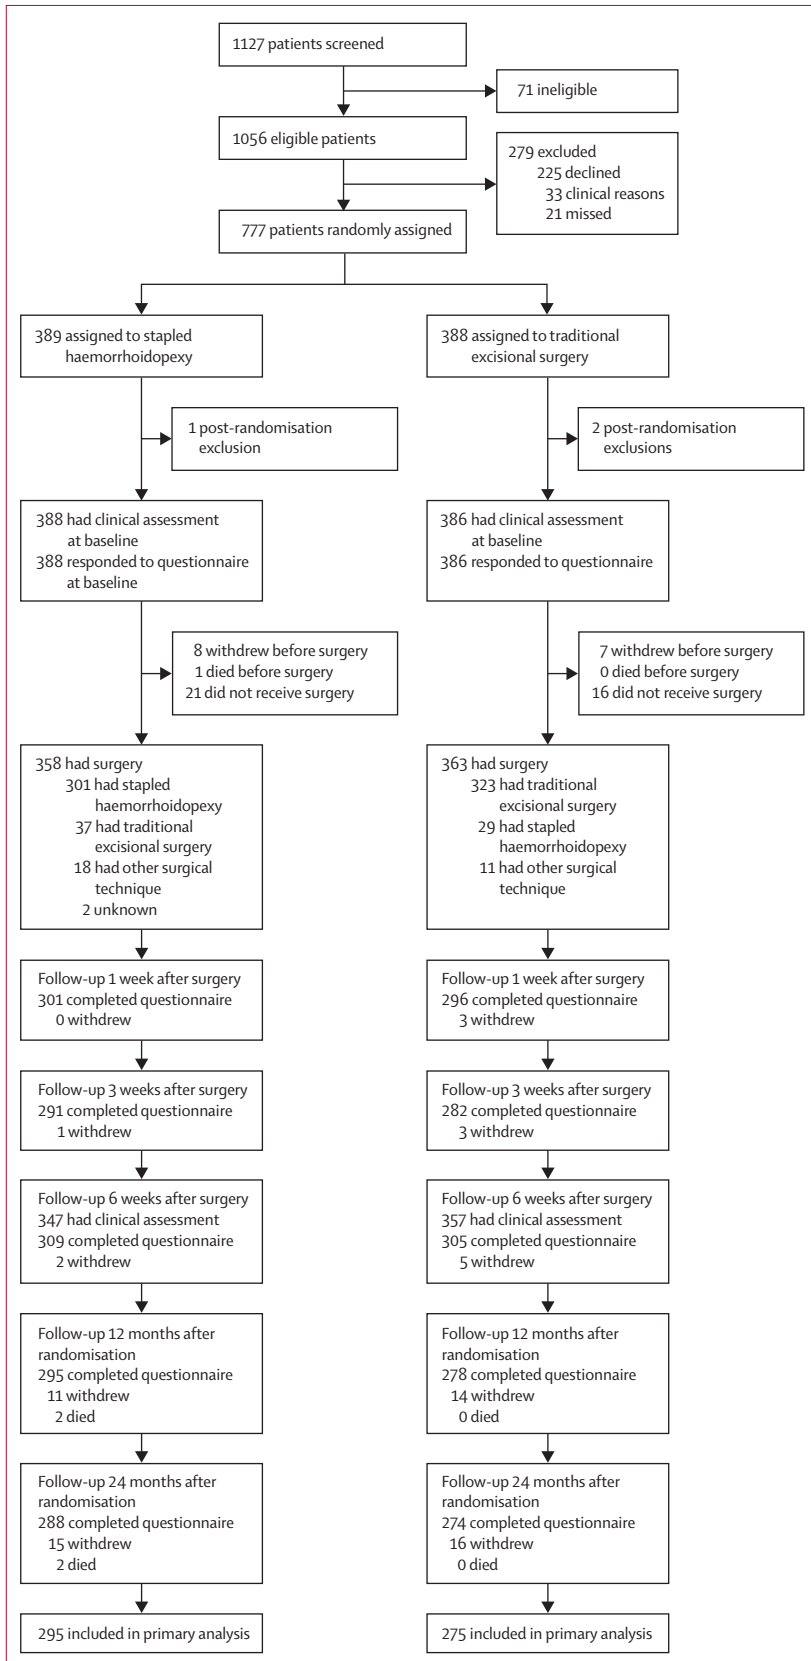 1127 patients screened
71 ineligible
1056 eligible patients
279 excluded
225 declined
33 clinical reasons
21 missed
777 patients randomly assigned
389 assigned to stapled
haemorrhoidopexy
388 assigned to traditional
excisional surgery
1 post-randomisation
exclusion
2 post-randomisation
exclusions
388 had clinical assessment
at baseline
388 responded to questionnaire
at baseline
386 had clinical assessment
at baseline
386 responded to questionnaire
8 withdrew before surgery
1 died before surgery
21 did not receive surgery
7 withdrew before surgery
0 died before surgery
16 did not receive surgery
358 had surgery
301 had stapled
haemorrhoidopexy
37 had traditional
excisional surgery
18 had other surgical
technique
2 unknown
363 had surgery
323 had traditional
excisional surgery
29 had stapled
haemorrhoidopexy
11 had other surgical
technique
Follow-up 1 week after surgery
301 completed questionnaire
0 withdrew
Follow-up 1 week after surgery
296 completed questionnaire
3 withdrew
Follow-up 3 weeks after surgery
291 completed questionnaire
1 withdrew
Follow-up 3 weeks after surgery
282 completed questionnaire
3 withdrew
Follow-up 6 weeks after surgery
347 had clinical assessment
309 completed questionnaire
2 withdrew
Follow-up 6 weeks after surgery
357 had clinical assessment
305 completed questionnaire
5 withdrew
Follow-up 12 months after
randomisation
295 completed questionnaire
11 withdrew
2 died
Follow-up 12 months after
randomisation
278 completed questionnaire
14 withdrew
0 died
Follow-up 24 months after
randomisation
288 completed questionnaire
15 withdrew
2 died
Follow-up 24 months after
randomisation
274 completed questionnaire
16 withdrew
0 died
295 included in primary analysis
275 included in primary analysis